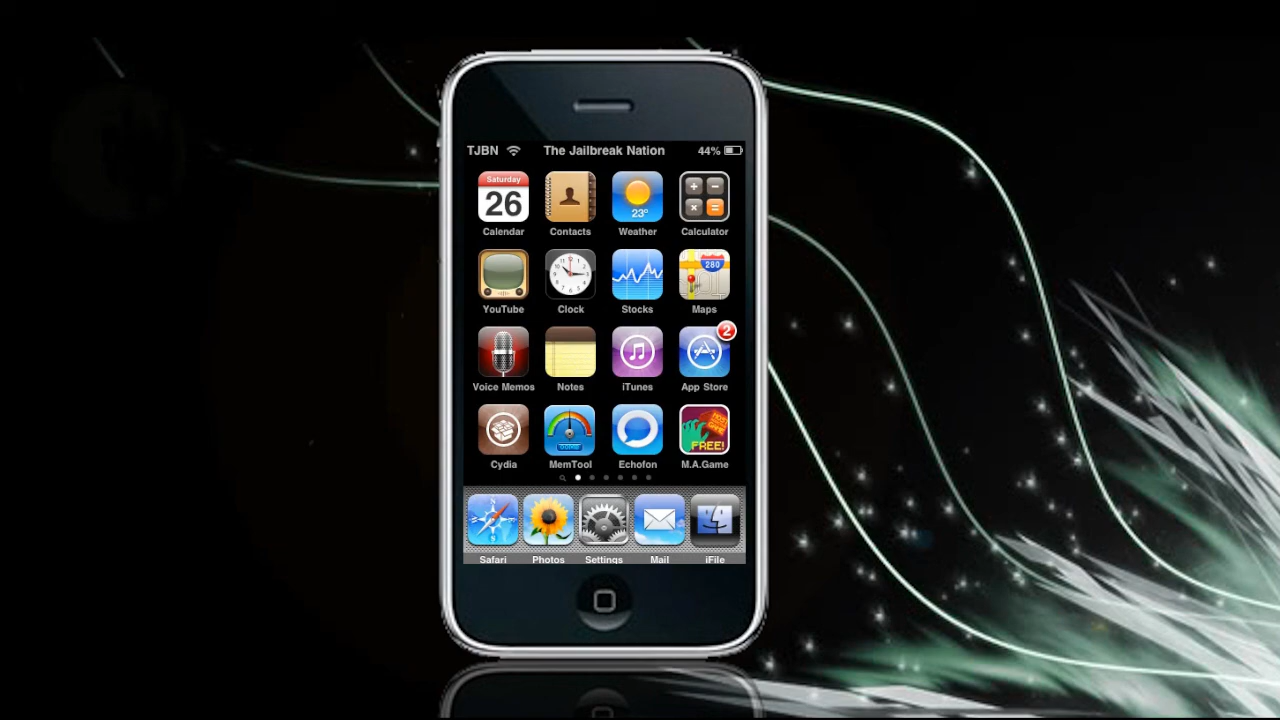 TJBN The Jailbreak Nation 44%
Saturday
26 23°
Calendar Contacts Weather Calculator
280
YouTube Clock Stocks Maps
2
Voice Memos Notes iTunes App Store
FREE!
Cydia MemTool Echofon M.A.Game
Safari Photos Settings Mail iFile